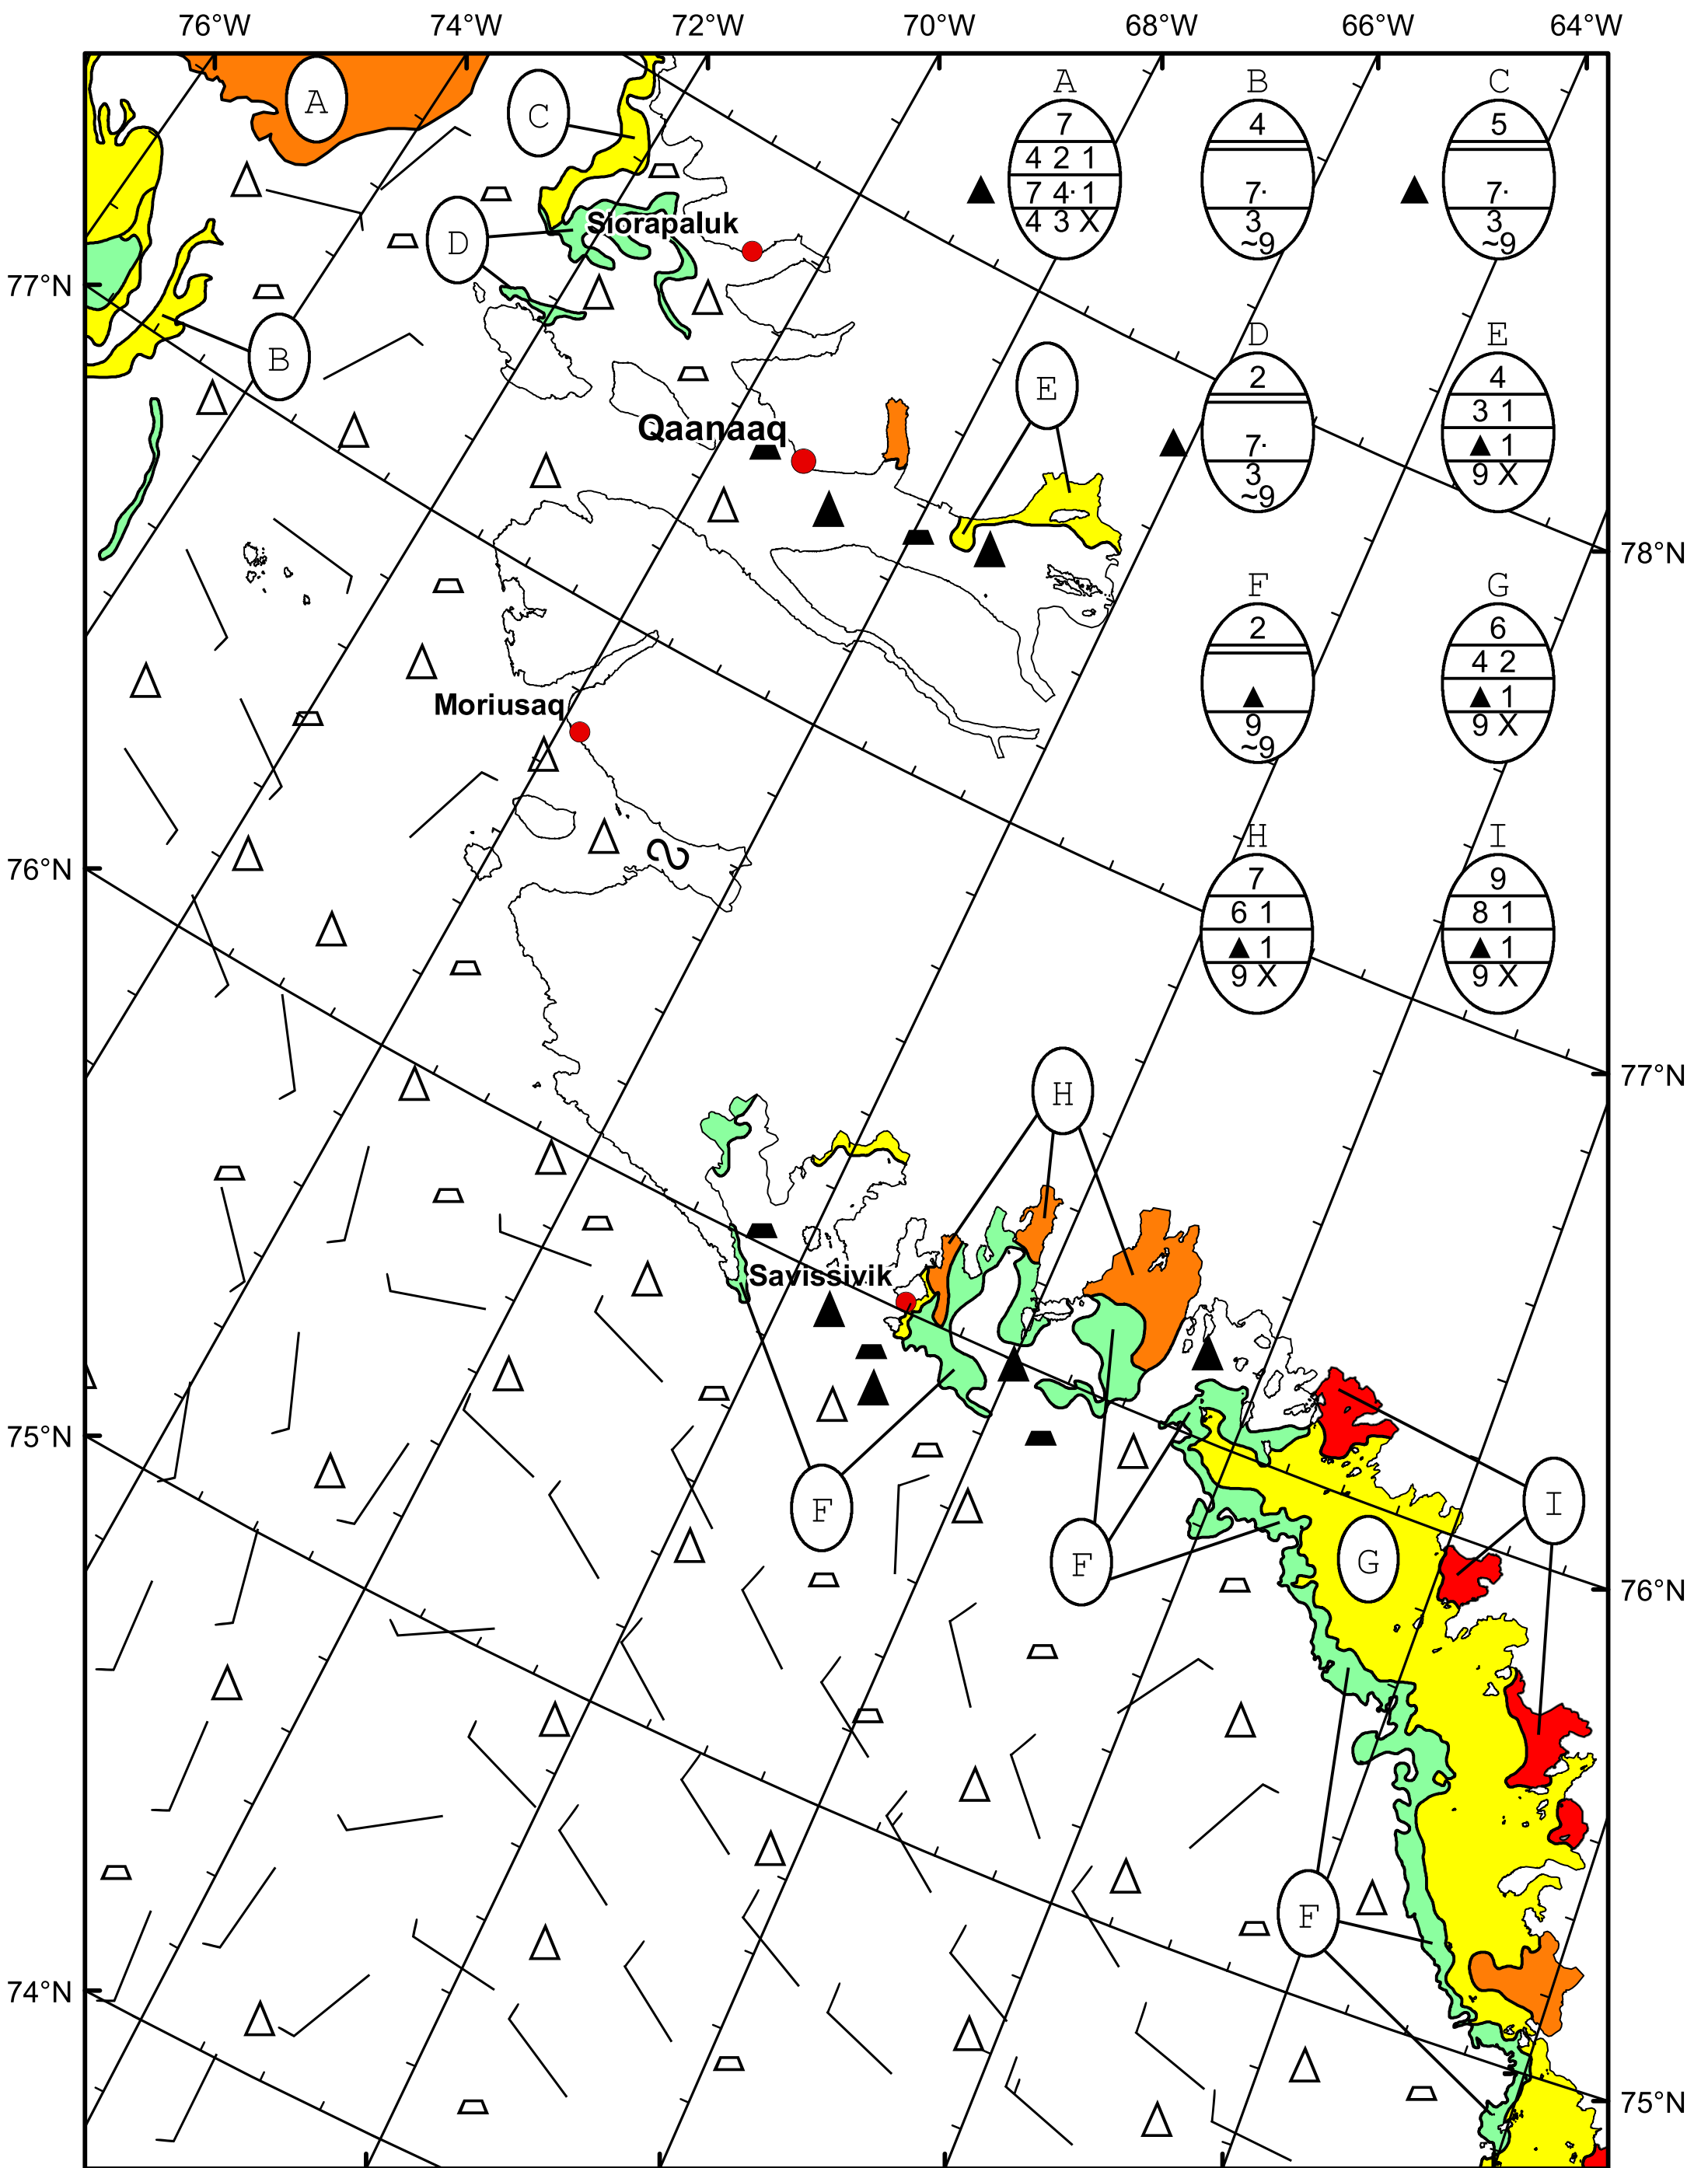 76°W 74°W 72°W 70°W 68°W 66°W 64°W
A B C
A 7 4 5
C
4 2 1
7 4· 1 7· 7·
4 3 X 3 3
~9 ~9
Siorapaluk
D
77°N
B
D E
E 2 4
3 1
Qaanaaq
7· 1
3 9 X
~9
78°N
F G
2 6
4 2
1
Moriusaq
9 9 X
~9
H I
7 9
6 1 8 1
76°N
1 1
9 X 9 X
H
77°N
Savissivik
75°N
F
I
F
G
76°N
F
74°N
75°N